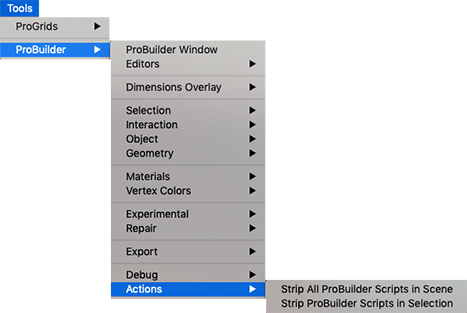 Tools
ProGrids
ProBuilder
ProBuilder Window
Editors
Dimensions Overlay
Selection
Interaction
Object
Geometry
Materials
Vertex Colors
Experimental
Repair
Export
Debug
Actions
Strip All ProBuilder Scripts in Scene
Strip ProBuilder Scripts in Selection